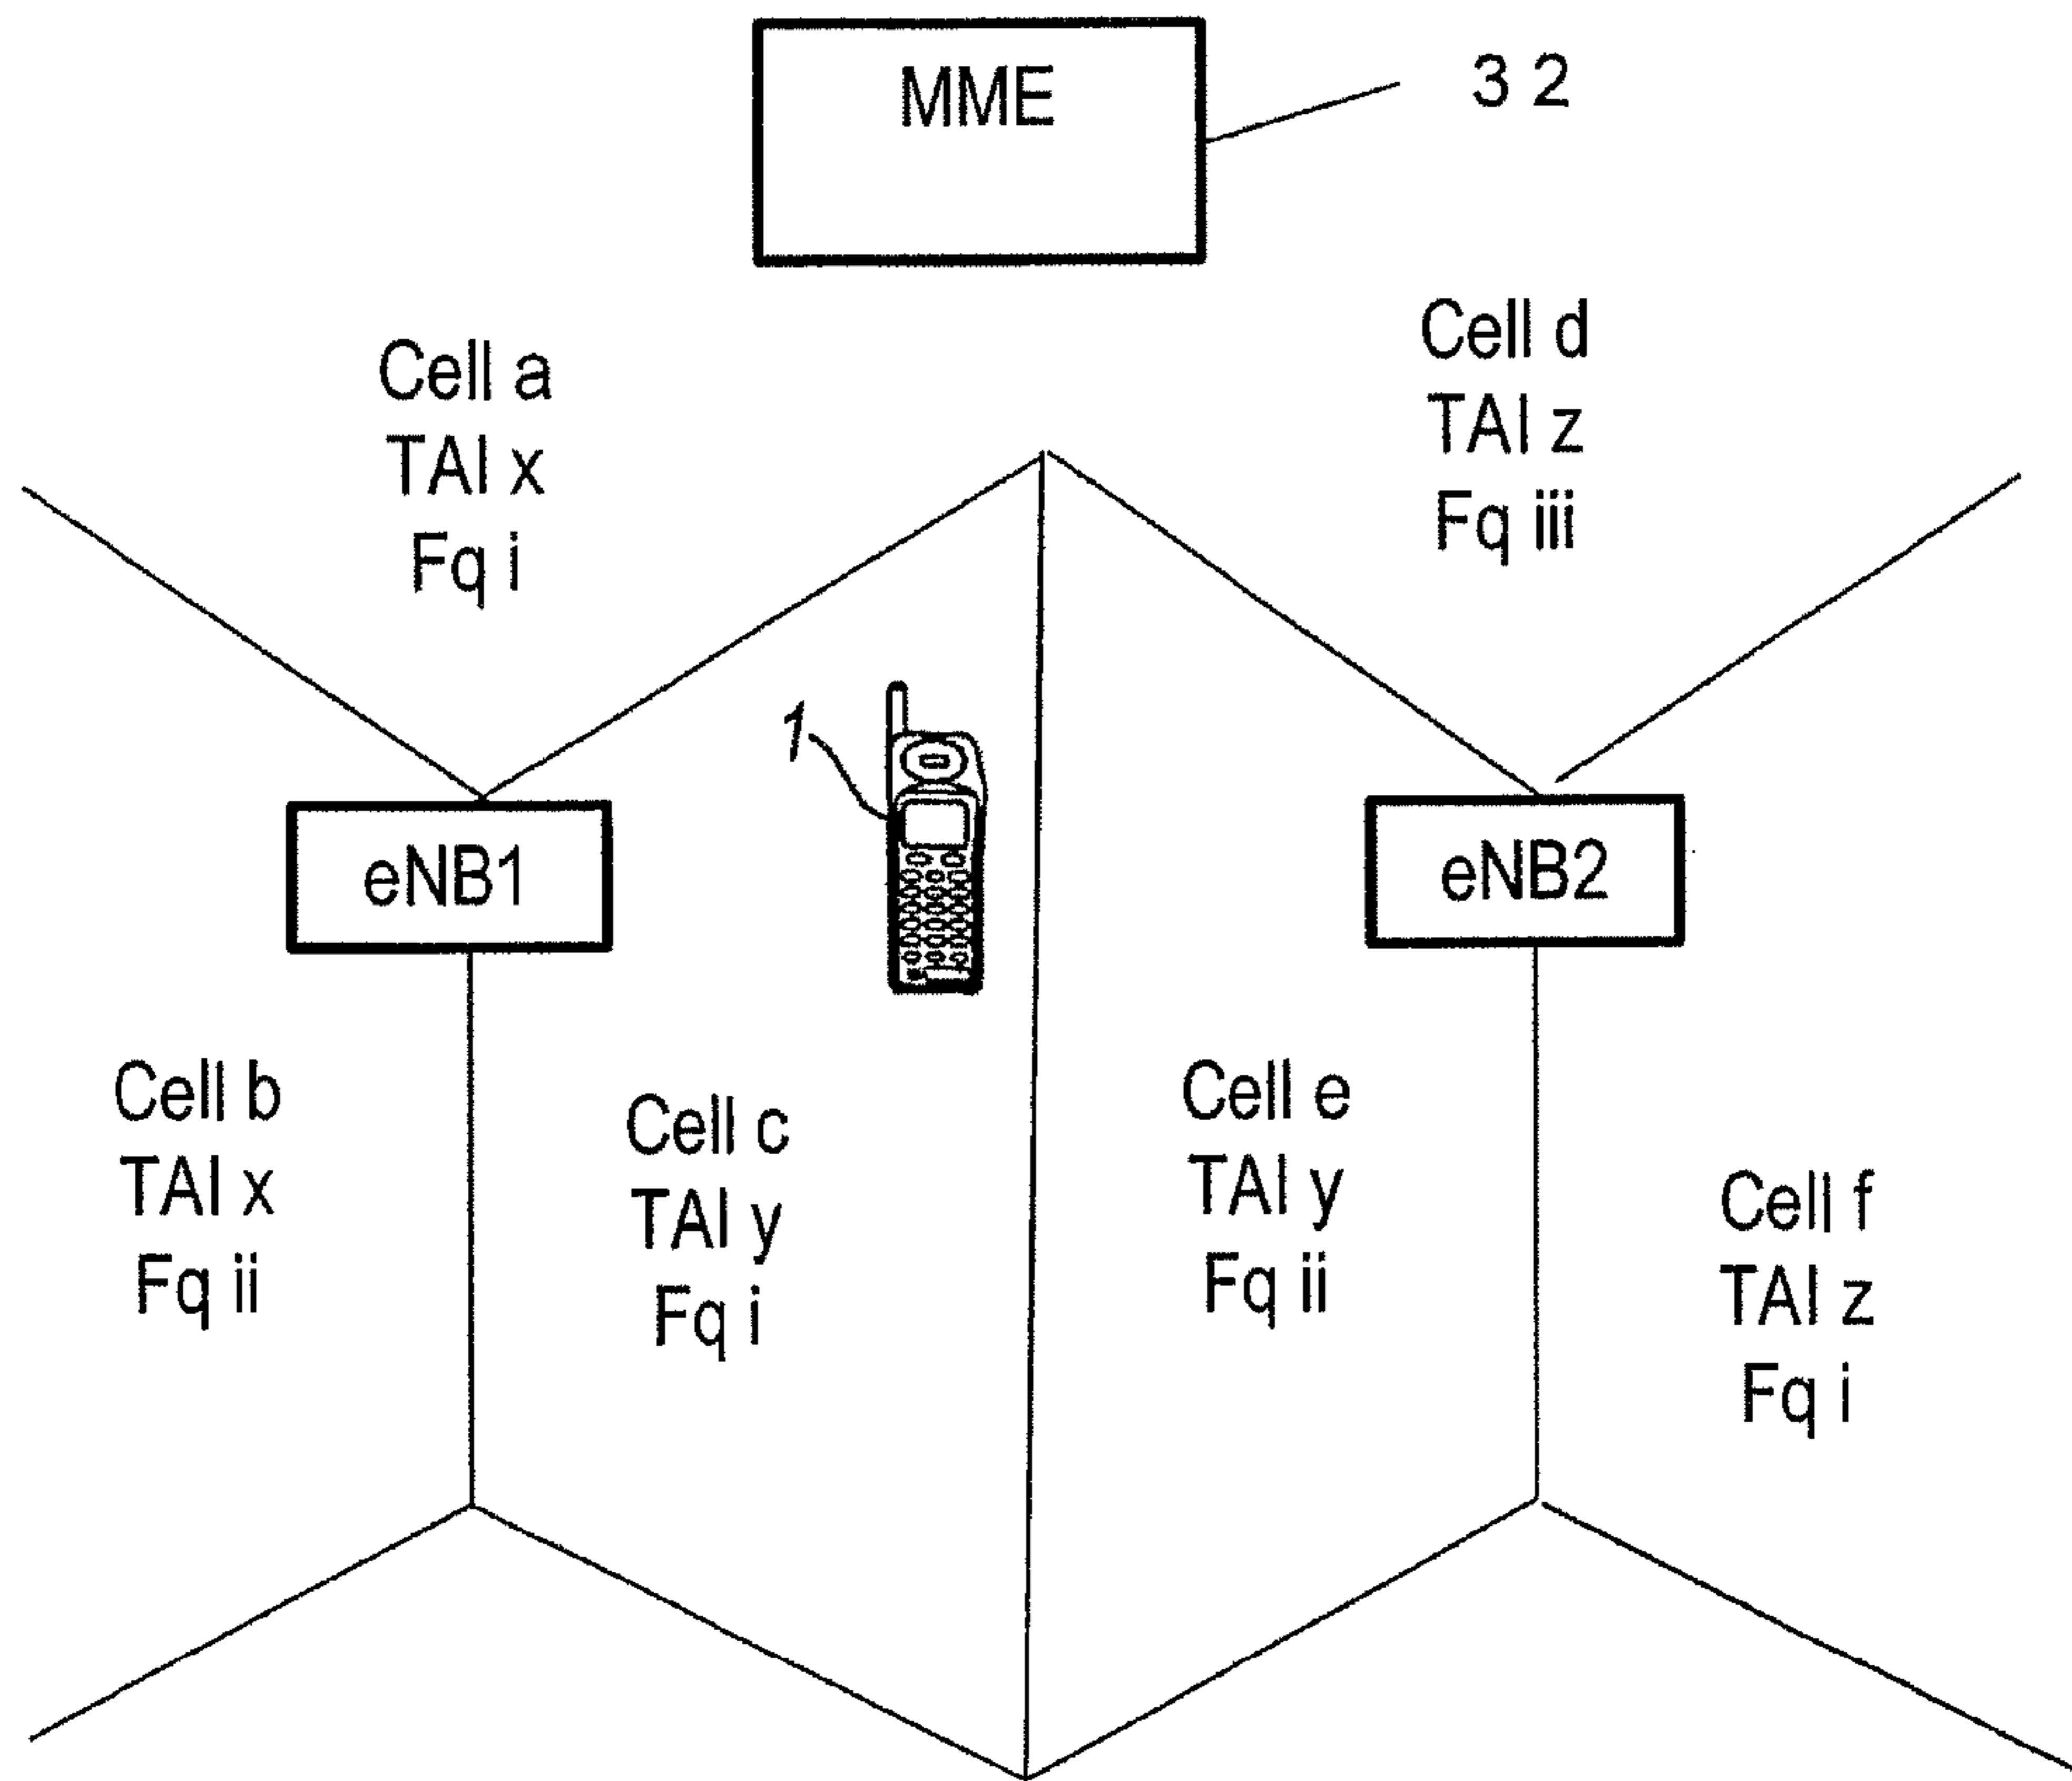 MME
3 2
Cell a
TAI x
Fq i
Cell d
TAI z
Fq iii
1
eNB1
eNB2
Cell b
TAI x
Fq ii
Cell c
TAI y
Fq i
Cell e
TAI y
Fq ii
Cell f
TAI z
Fq i